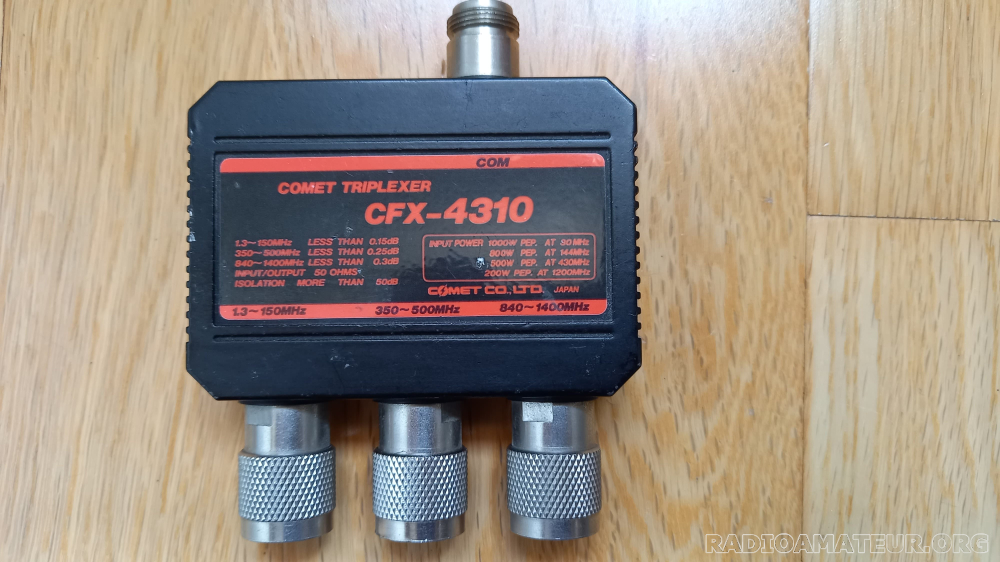 COM
COMET TRIPLEXER
CFX-4310
1.3~150MHz LESS THAN 0.15dB
350~500MHz LESS THAN 0.25dB
840~1400MHz LESS THAN 0.3dB
INPUT/OUTPUT 50 OHMS
ISOLATION MORE THAN 50dB
INPUT POWER 1000W PEP. AT 30MHz
800W PEP. AT 144MHz
500W PEP. AT 430MHz
200W PEP. AT 1200MHz
COMET CO., LTD. JAPAN
1.3~150MHz 350~500MHz 840~1400MHz
RADIOAMATEUR.ORG